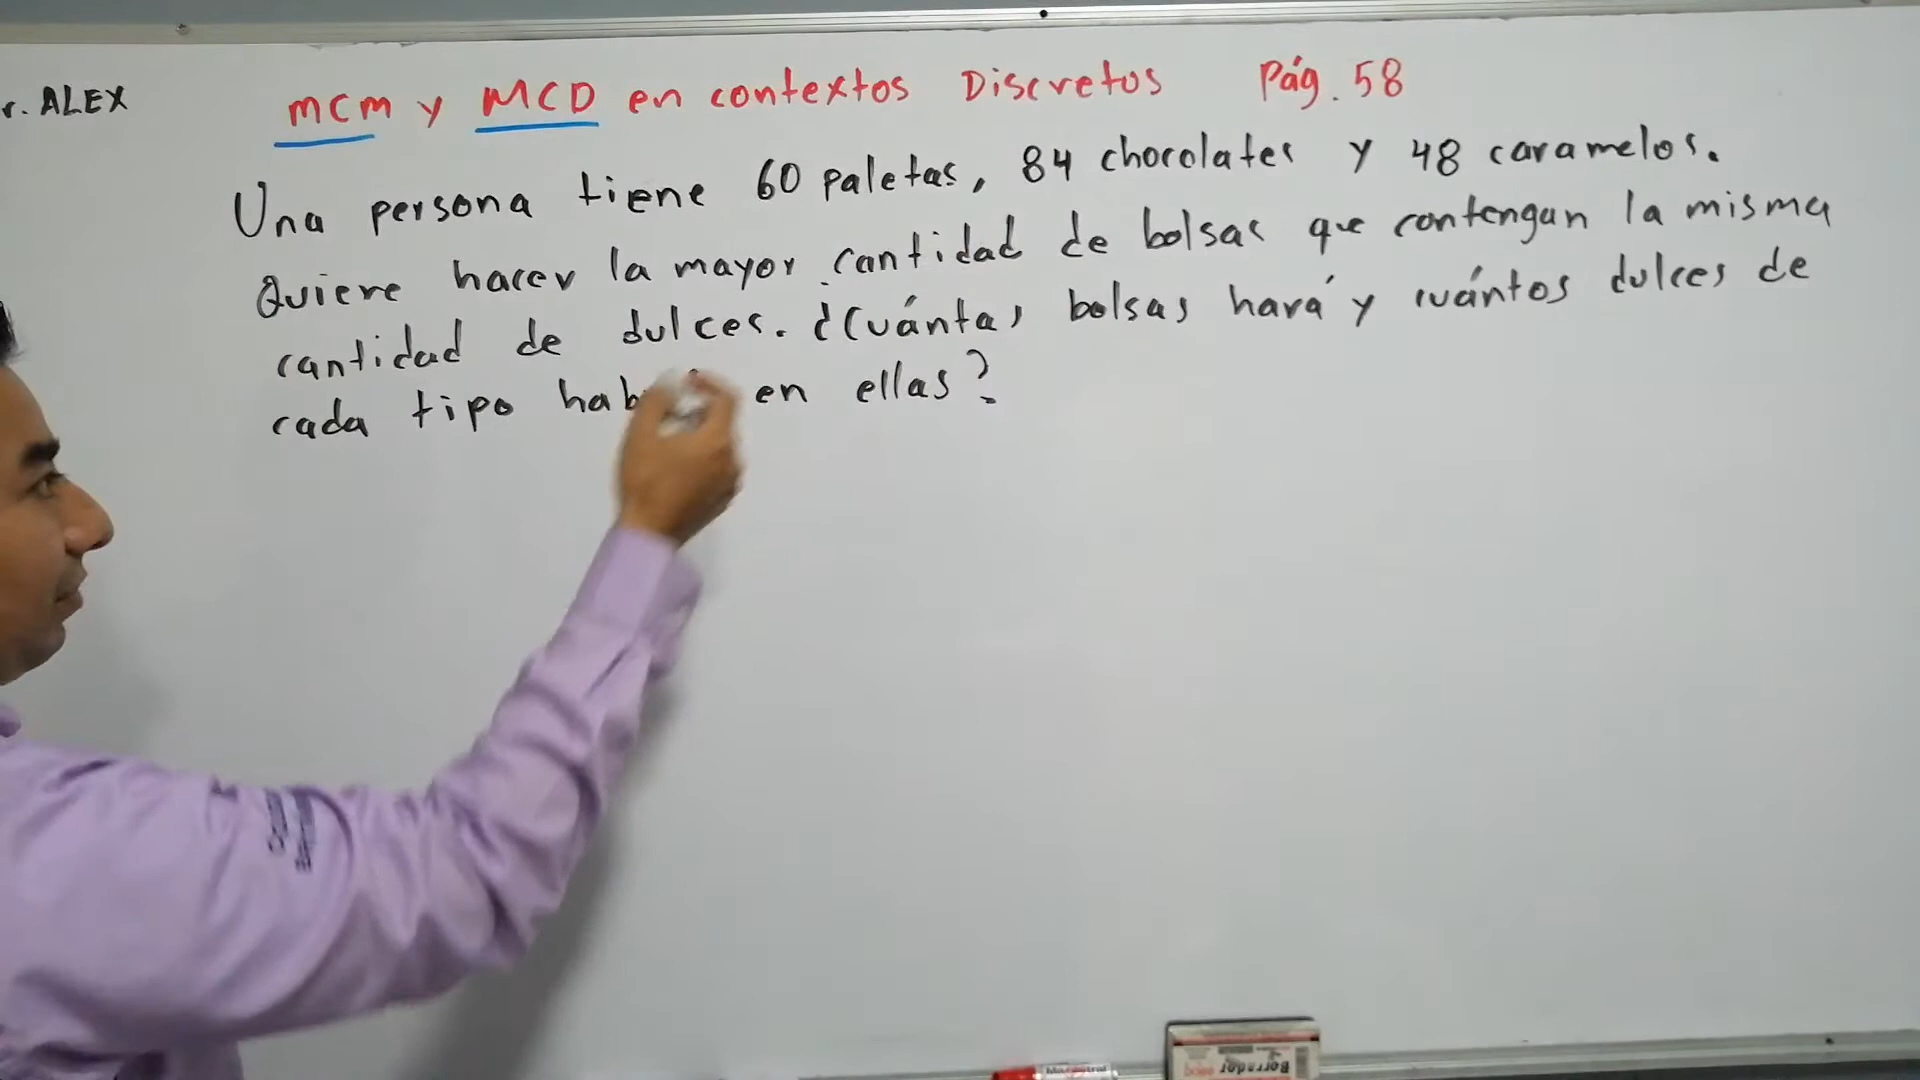 r. ALEX
mcm y MCD en contextos Discretos Pág. 58
Una persona tiene 60 paletas, 84 chocolates y 48 caramelos.
Quiere hacer la mayor cantidad de bolsas que contengan la misma
cantidad de dulces. ¿Cuántas bolsas hará y cuántos dulces de
cada tipo en ellas?
Borrador